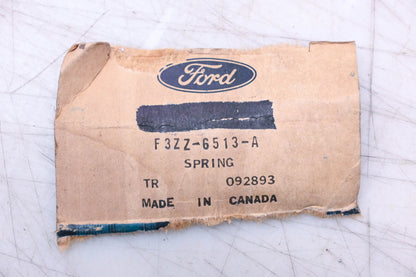 Ford
F3ZZ-6513-A
SPRING
TR 092893
MADE IN CANADA